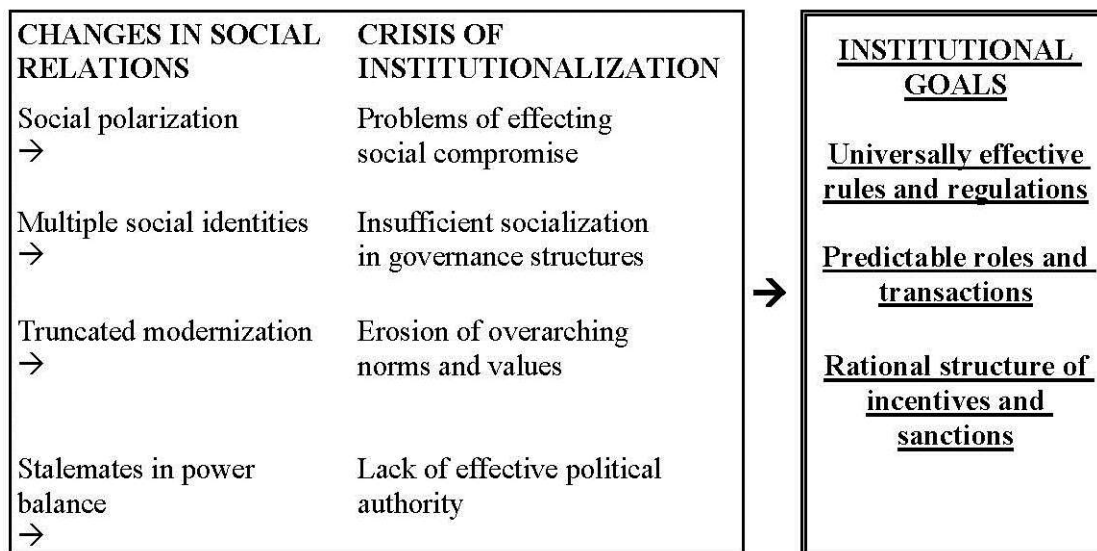 CHANGES IN SOCIAL
RELATIONS
CRISIS OF
INSTITUTIONALIZATION
Social polarization
→
Problems of effecting
social compromise
Multiple social identities
→
Insufficient socialization
in governance structures
Truncated modernization
→
Erosion of overarching
norms and values
Stalemates in power
balance
→
Lack of effective political
authority
→
INSTITUTIONAL
GOALS
Universally effective
rules and regulations
Predictable roles and
transactions
Rational structure of
incentives and
sanctions